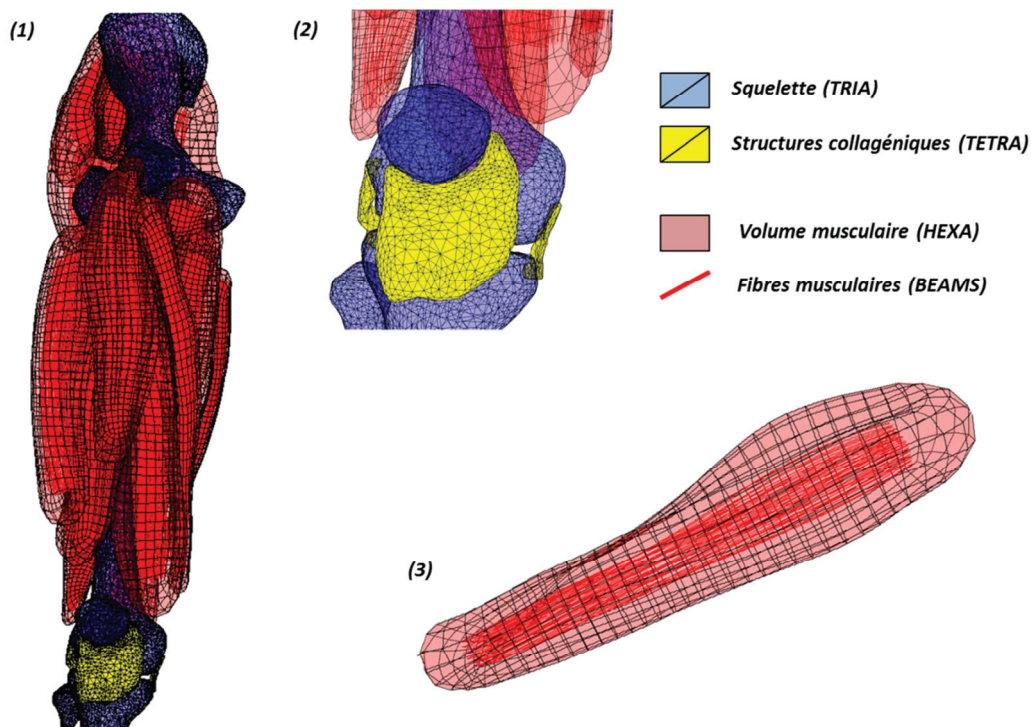 (1)
(2)
Squelette (TRIA)
Structures collagéniques (TETRA)
Volume musculaire (HEXA)
Fibres musculaires (BEAMS)
(3)